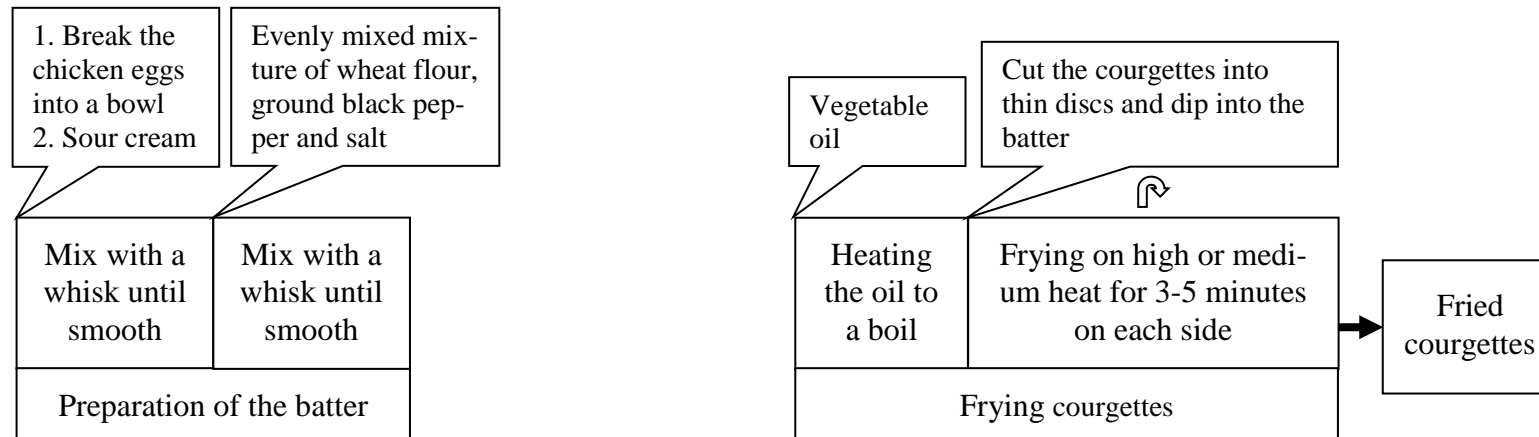 1. Break the
chicken eggs
into a bowl
2. Sour cream
Evenly mixed mix-
ture of wheat flour,
ground black pep-
per and salt
Mix with a
whisk until
smooth
Mix with a
whisk until
smooth
Preparation of the batter
Vegetable
oil
Cut the courgettes into
thin discs and dip into the
batter
Heating
the oil to
a boil
Frying on high or medi-
um heat for 3-5 minutes
on each side
Frying courgettes
Fried
courgettes